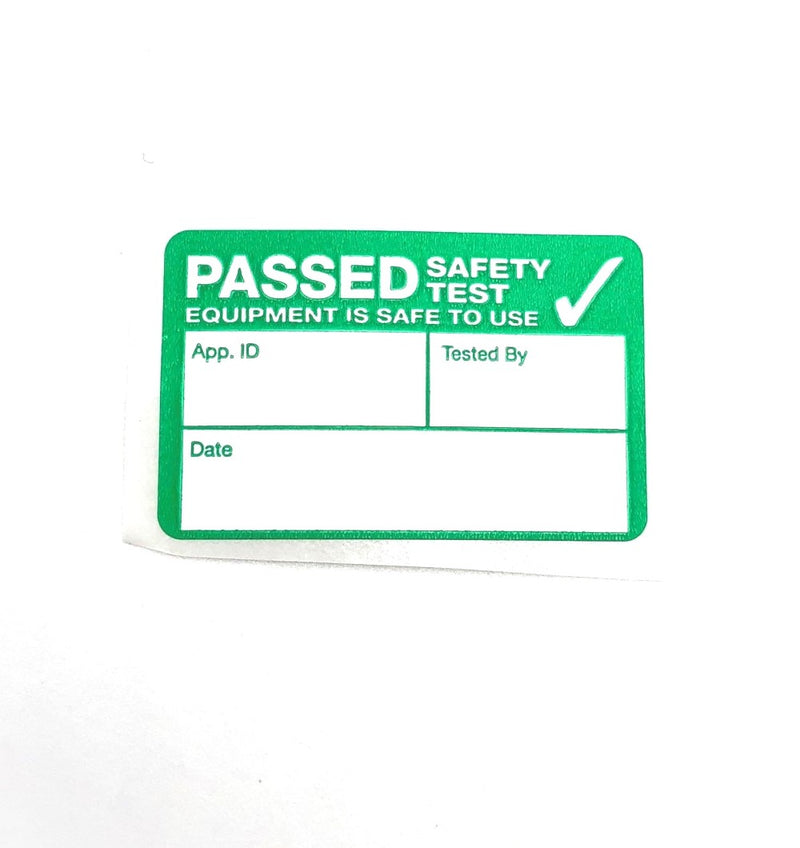 PASSED SAFETY TEST
EQUIPMENT IS SAFE TO USE
App. ID
Tested By
Date